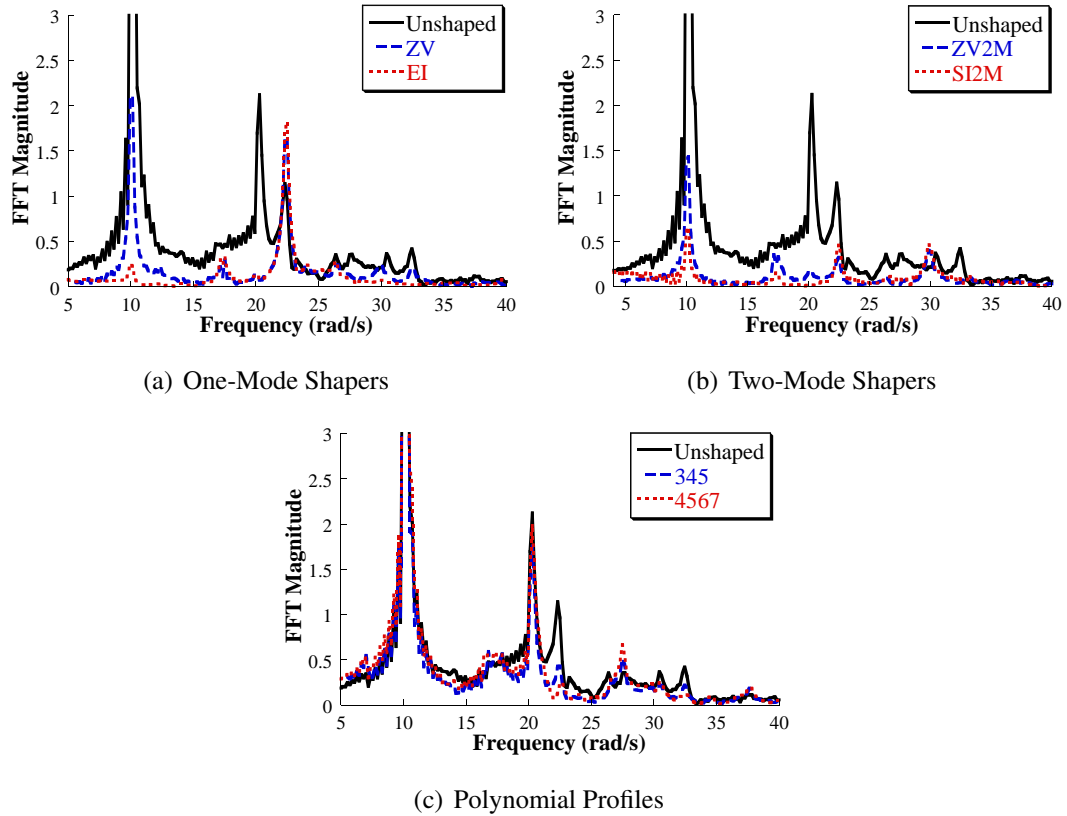 Unshaped
ZV
EI
3
2.5
2
1.5
1
0.5
0
FFT Magnitude
5 10 15 20 25 30 35 40
Frequency (rad/s)
(a) One-Mode Shapers
Unshaped
ZV2M
SI2M
3
2.5
2
1.5
1
0.5
0
FFT Magnitude
5 10 15 20 25 30 35 40
Frequency (rad/s)
(b) Two-Mode Shapers
Unshaped
345
4567
3
2.5
2
1.5
1
0.5
0
FFT Magnitude
5 10 15 20 25 30 35 40
Frequency (rad/s)
(c) Polynomial Profiles